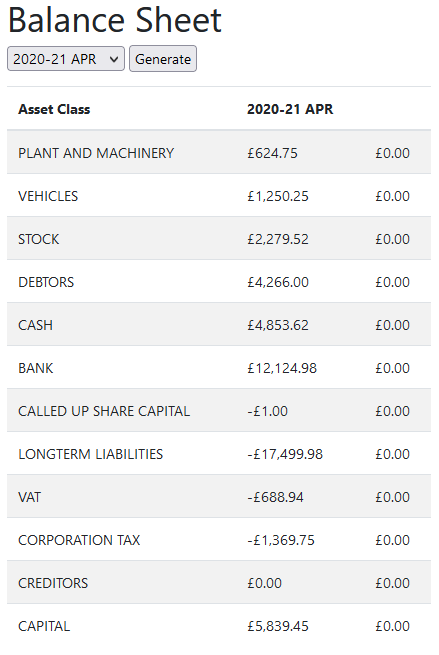 Balance Sheet
2020-21 APR Generate
Asset Class 2020-21 APR
PLANT AND MACHINERY £624.75 £0.00
VEHICLES £1,250.25 £0.00
STOCK £2,279.52 £0.00
DEBTORS £4,266.00 £0.00
CASH £4,853.62 £0.00
BANK £12,124.98 £0.00
CALLED UP SHARE CAPITAL -£1.00 £0.00
LONGTERM LIABILITIES -£17,499.98 £0.00
VAT -£688.94 £0.00
CORPORATION TAX -£1,369.75 £0.00
CREDITORS £0.00 £0.00
CAPITAL £5,839.45 £0.00